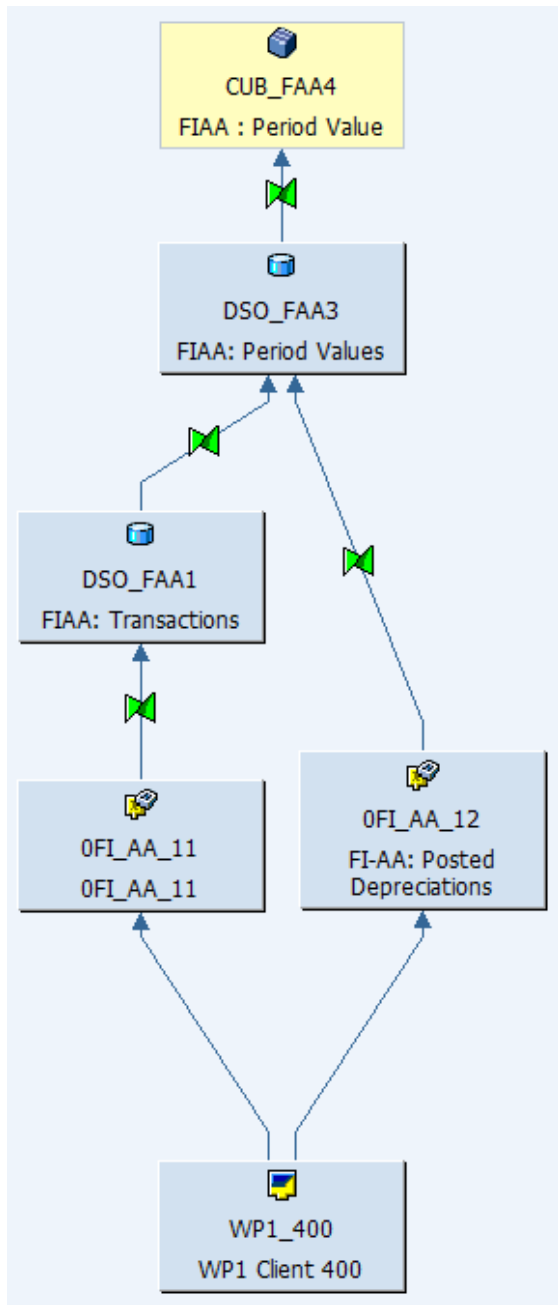 CUB_FAA4
FIAA : Period Value
DSO_FAA3
FIAA: Period Values
DSO_FAA1
FIAA: Transactions
0FI_AA_11
0FI_AA_11
0FI_AA_12
FI-AA: Posted
Depreciations
WP1_400
WP1 Client 400